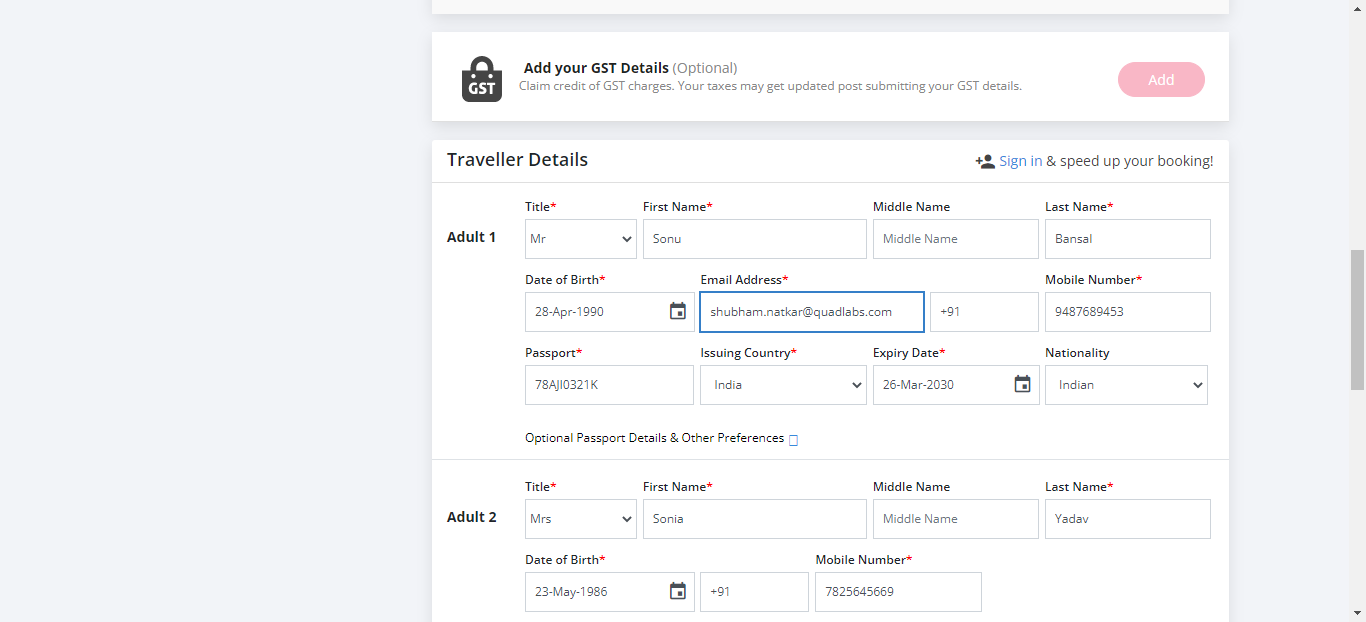 GST
Add your GST Details (Optional)
Claim credit of GST charges. Your taxes may get updated post submitting your GST details.
Add
Traveller Details
Sign in & speed up your booking!
Adult 1
Title* First Name* Middle Name Last Name*
Mr Sonu Middle Name Bansal
Date of Birth* Email Address* Mobile Number*
28-Apr-1990 shubham.natkar@quadlabs.com +91 9487689453
Passport* Issuing Country* Expiry Date* Nationality
78AJI0321K India 26-Mar-2030 Indian
Optional Passport Details & Other Preferences
Adult 2
Title* First Name* Middle Name Last Name*
Mrs Sonia Middle Name Yadav
Date of Birth* Mobile Number*
23-May-1986 +91 7825645669